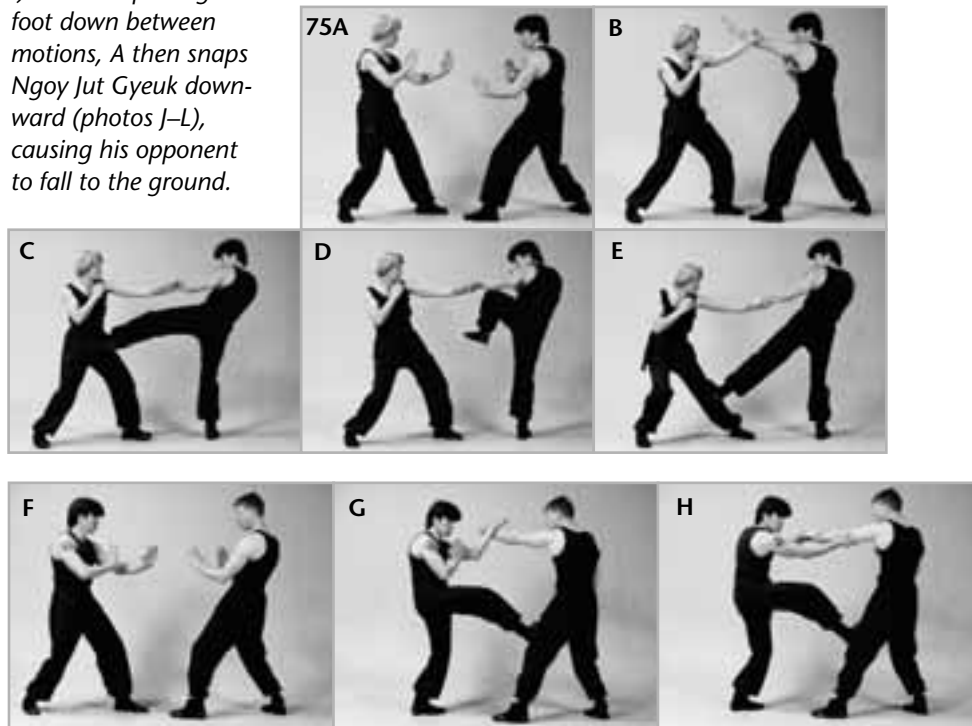 foot down between
motions, A then snaps
Ngoy Jut Gyeuk down-
ward (photos J–L),
causing his opponent
to fall to the ground.
75A
B
C
D
E
F
G
H